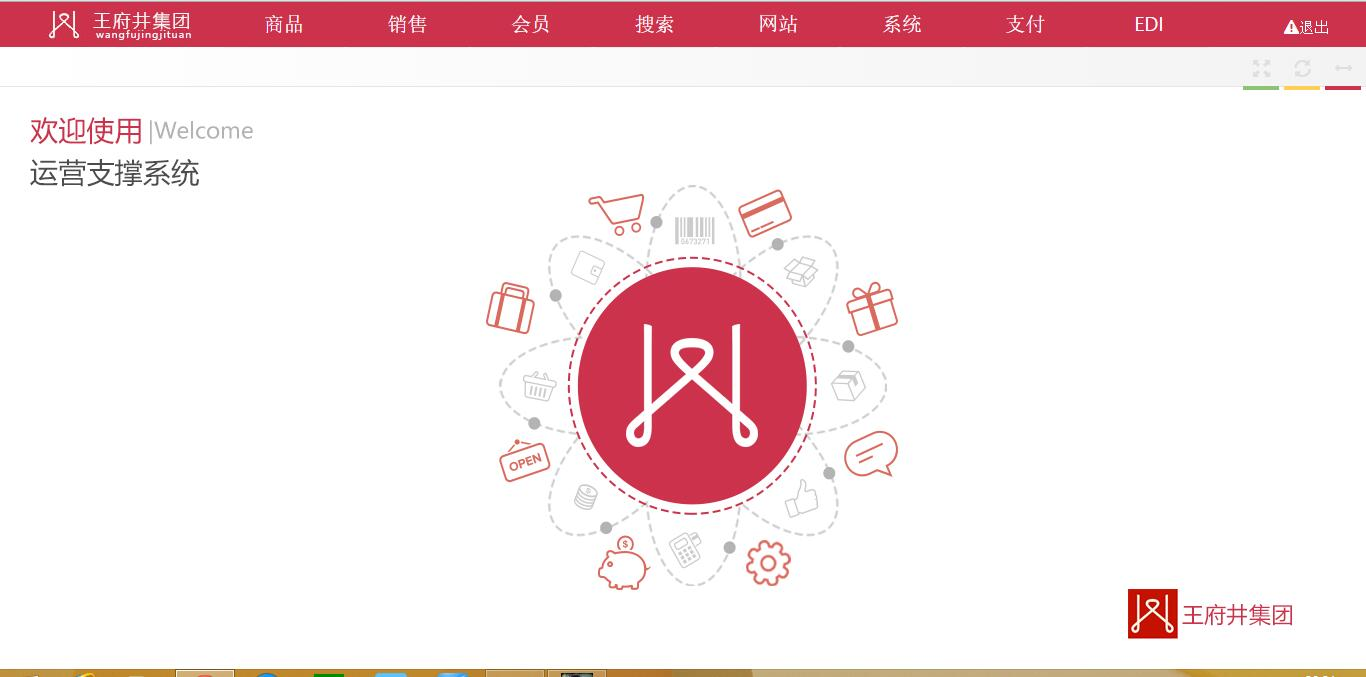 王府井集团
wangfujingjituan
商品 销售 会员 搜索 网站 系统 支付 EDI 退出
欢迎使用 |Welcome
运营支撑系统
0673271
$
OPEN
$
王府井集团